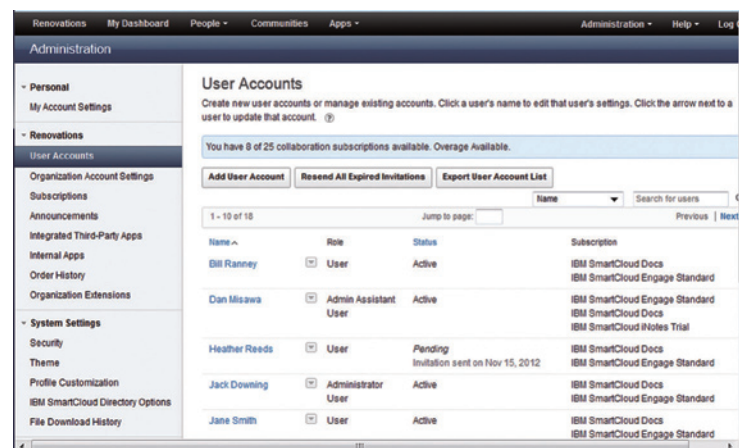 Renovations My Dashboard People Communities Apps Administration Help Log
Administration
Personal
My Account Settings
Renovations
User Accounts
Organization Account Settings
Subscriptions
Announcements
Integrated Third-Party Apps
Internal Apps
Order History
Organization Extensions
System Settings
Security
Theme
Profile Customization
IBM SmartCloud Directory Options
File Download History
User Accounts
Create new user accounts or manage existing accounts. Click a user's name to edit that user's settings. Click the arrow next to a
user to update that account. ?
You have 8 of 25 collaboration subscriptions available. Overage Available.
Add User Account Resend All Expired Invitations Export User Account List
Name Search for users
1 - 10 of 18 Jump to page: Previous | Next
Name Role Status Subscription
Bill Ranney User Active IBM SmartCloud Docs
IBM SmartCloud Engage Standard
Dan Misawa Admin Assistant Active IBM SmartCloud Engage Standard
User IBM SmartCloud Docs
IBM SmartCloud iNotes Trial
Heather Reeds User Pending IBM SmartCloud Docs
Invitation sent on Nov 15, 2012 IBM SmartCloud Engage Standard
Jack Downing Administrator Active IBM SmartCloud Docs
User IBM SmartCloud Engage Standard
Jane Smith User Active IBM SmartCloud Docs
IBM SmartCloud Engage Standard